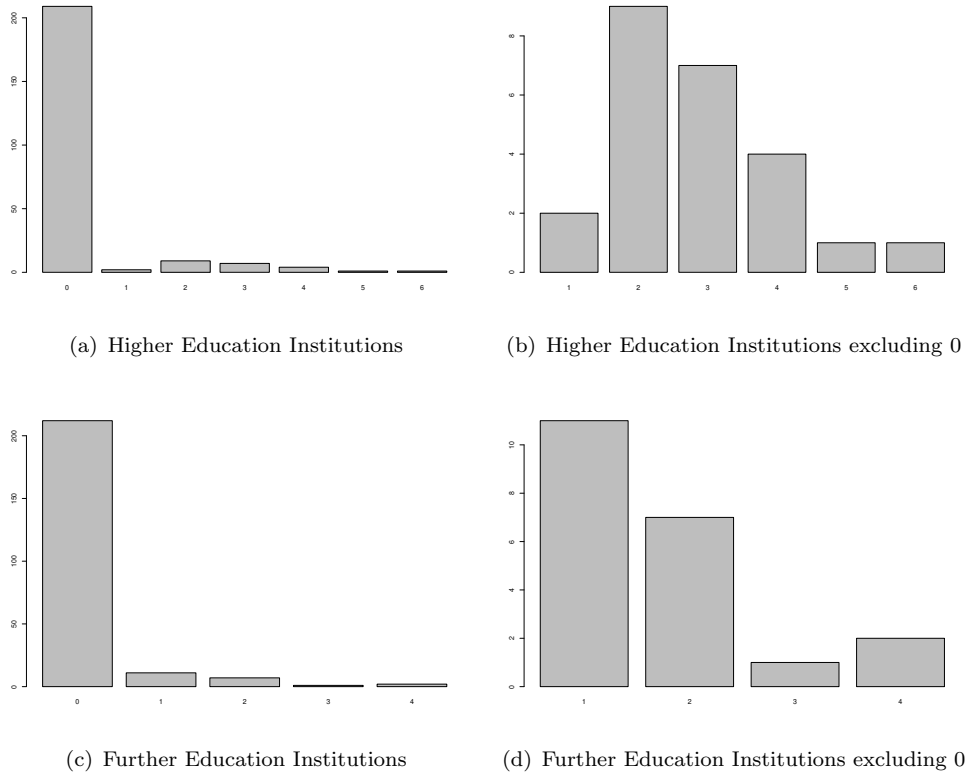 200
150
100
50
0
0 1 2 3 4 5 6
(a) Higher Education Institutions
8
6
4
2
0
1 2 3 4 5 6
(b) Higher Education Institutions excluding 0
200
150
100
50
0
0 1 2 3 4
(c) Further Education Institutions
10
8
6
4
2
0
1 2 3 4
(d) Further Education Institutions excluding 0